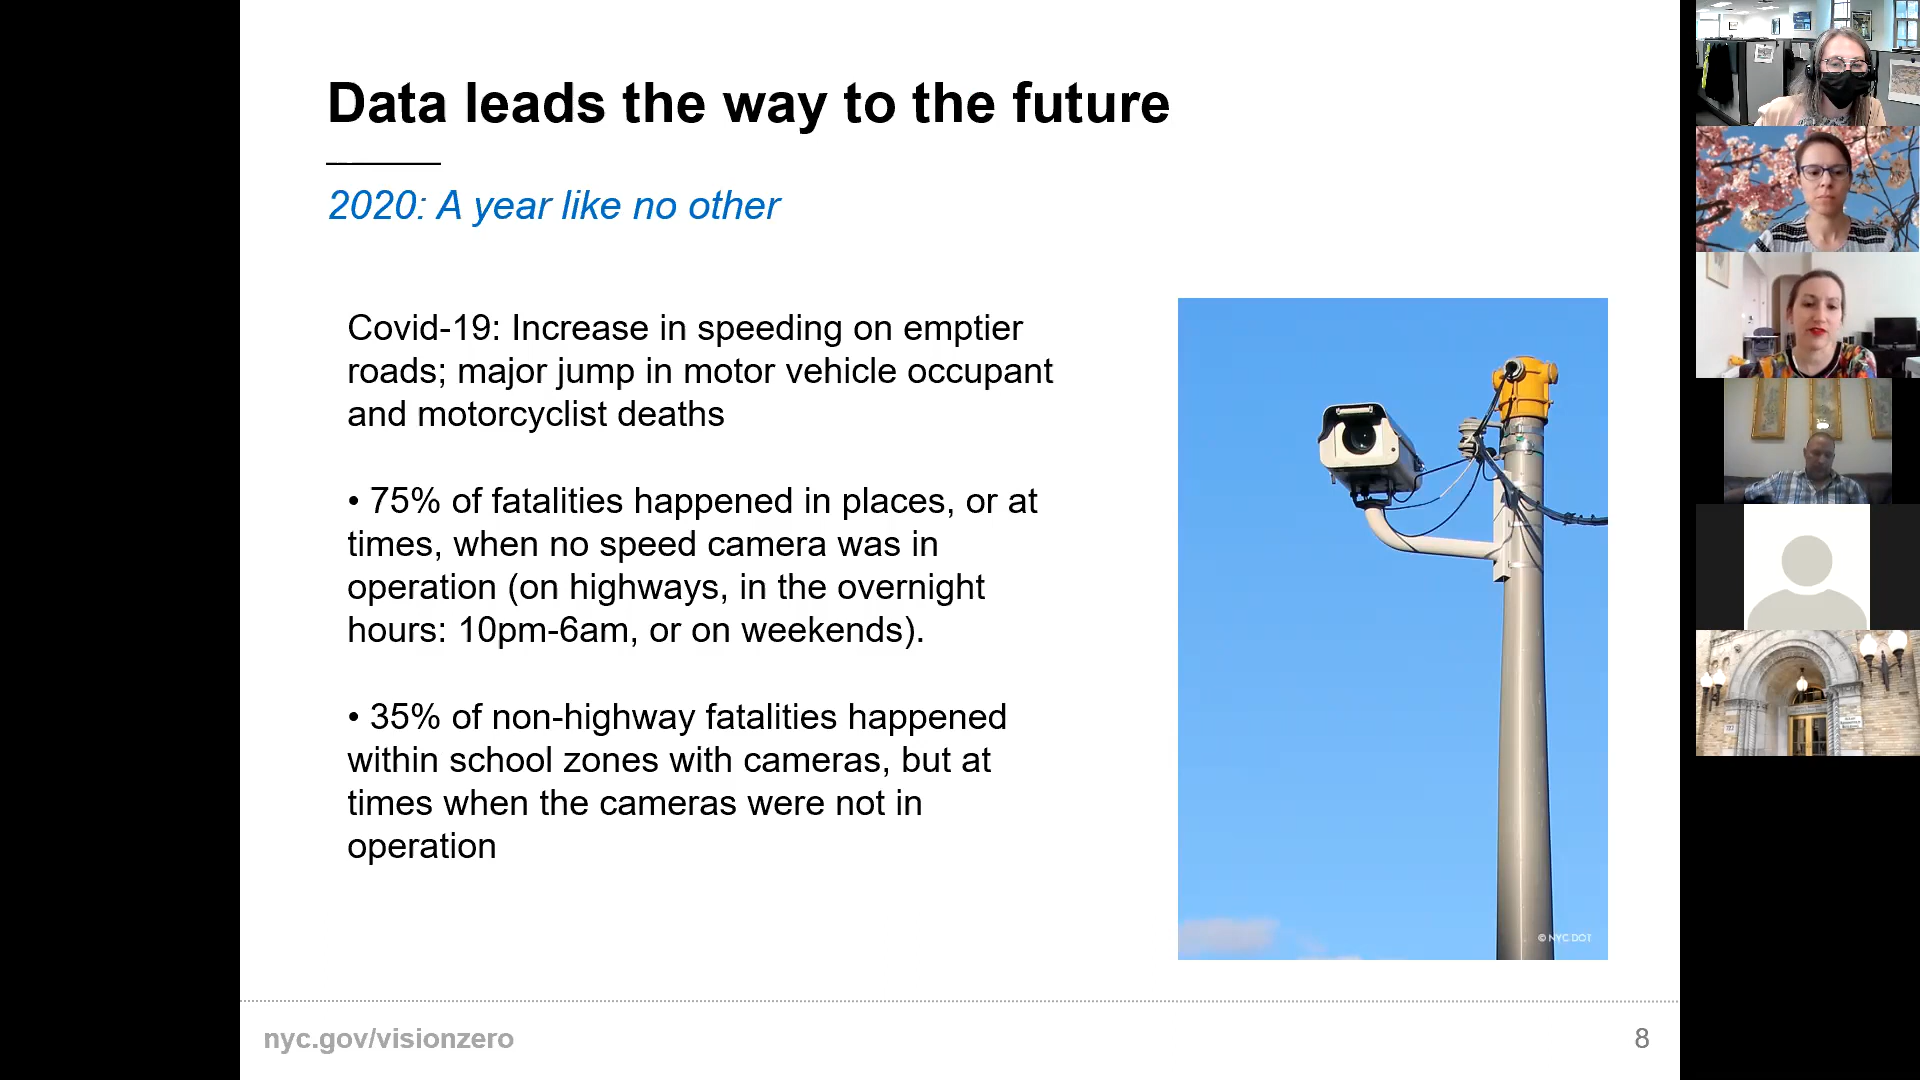 Data leads the way to the future
2020: A year like no other
Covid-19: Increase in speeding on emptier
roads; major jump in motor vehicle occupant
and motorcyclist deaths
• 75% of fatalities happened in places, or at
times, when no speed camera was in
operation (on highways, in the overnight
hours: 10pm-6am, or on weekends).
• 35% of non-highway fatalities happened
within school zones with cameras, but at
times when the cameras were not in
operation
© NYC DOT
nyc.gov/visionzero
8